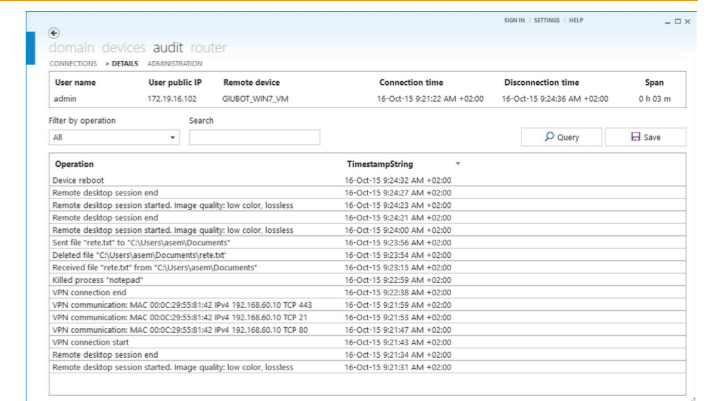 SIGN IN | SETTINGS | HELP
domain devices audit router
CONNECTIONS » DETAILS ADMINISTRATION
User name User public IP Remote device Connection time Disconnection time Span
admin 172.19.16.102 GIUBOT_WIN7_VM 16-Oct-15 9:21:22 AM +02:00 16-Oct-15 9:24:36 AM +02:00 0 h 03 m
Filter by operation Search
All Query Save
Operation TimestampString
Device reboot 16-Oct-15 9:24:32 AM +02:00
Remote desktop session end 16-Oct-15 9:24:27 AM +02:00
Remote desktop session started. Image quality: low color, lossless 16-Oct-15 9:24:23 AM +02:00
Remote desktop session end 16-Oct-15 9:24:21 AM +02:00
Remote desktop session started. Image quality: low color, lossless 16-Oct-15 9:24:00 AM +02:00
Sent file "rete.txt" to "C:\Users\asem\Documents" 16-Oct-15 9:23:56 AM +02:00
Deleted file "C:\Users\asem\Documents\rete.txt" 16-Oct-15 9:23:54 AM +02:00
Received file "rete.txt" from "C:\Users\asem\Documents" 16-Oct-15 9:23:15 AM +02:00
Killed process "notepad" 16-Oct-15 9:22:59 AM +02:00
VPN connection end 16-Oct-15 9:22:38 AM +02:00
VPN communication: MAC 00:0C:29:55:81:42 IPv4 192.168.60.10 TCP 443 16-Oct-15 9:21:59 AM +02:00
VPN communication: MAC 00:0C:29:55:81:42 IPv4 192.168.60.10 TCP 21 16-Oct-15 9:21:53 AM +02:00
VPN communication: MAC 00:0C:29:55:81:42 IPv4 192.168.60.10 TCP 80 16-Oct-15 9:21:47 AM +02:00
VPN connection start 16-Oct-15 9:21:43 AM +02:00
Remote desktop session end 16-Oct-15 9:21:34 AM +02:00
Remote desktop session started. Image quality: low color, lossless 16-Oct-15 9:21:31 AM +02:00